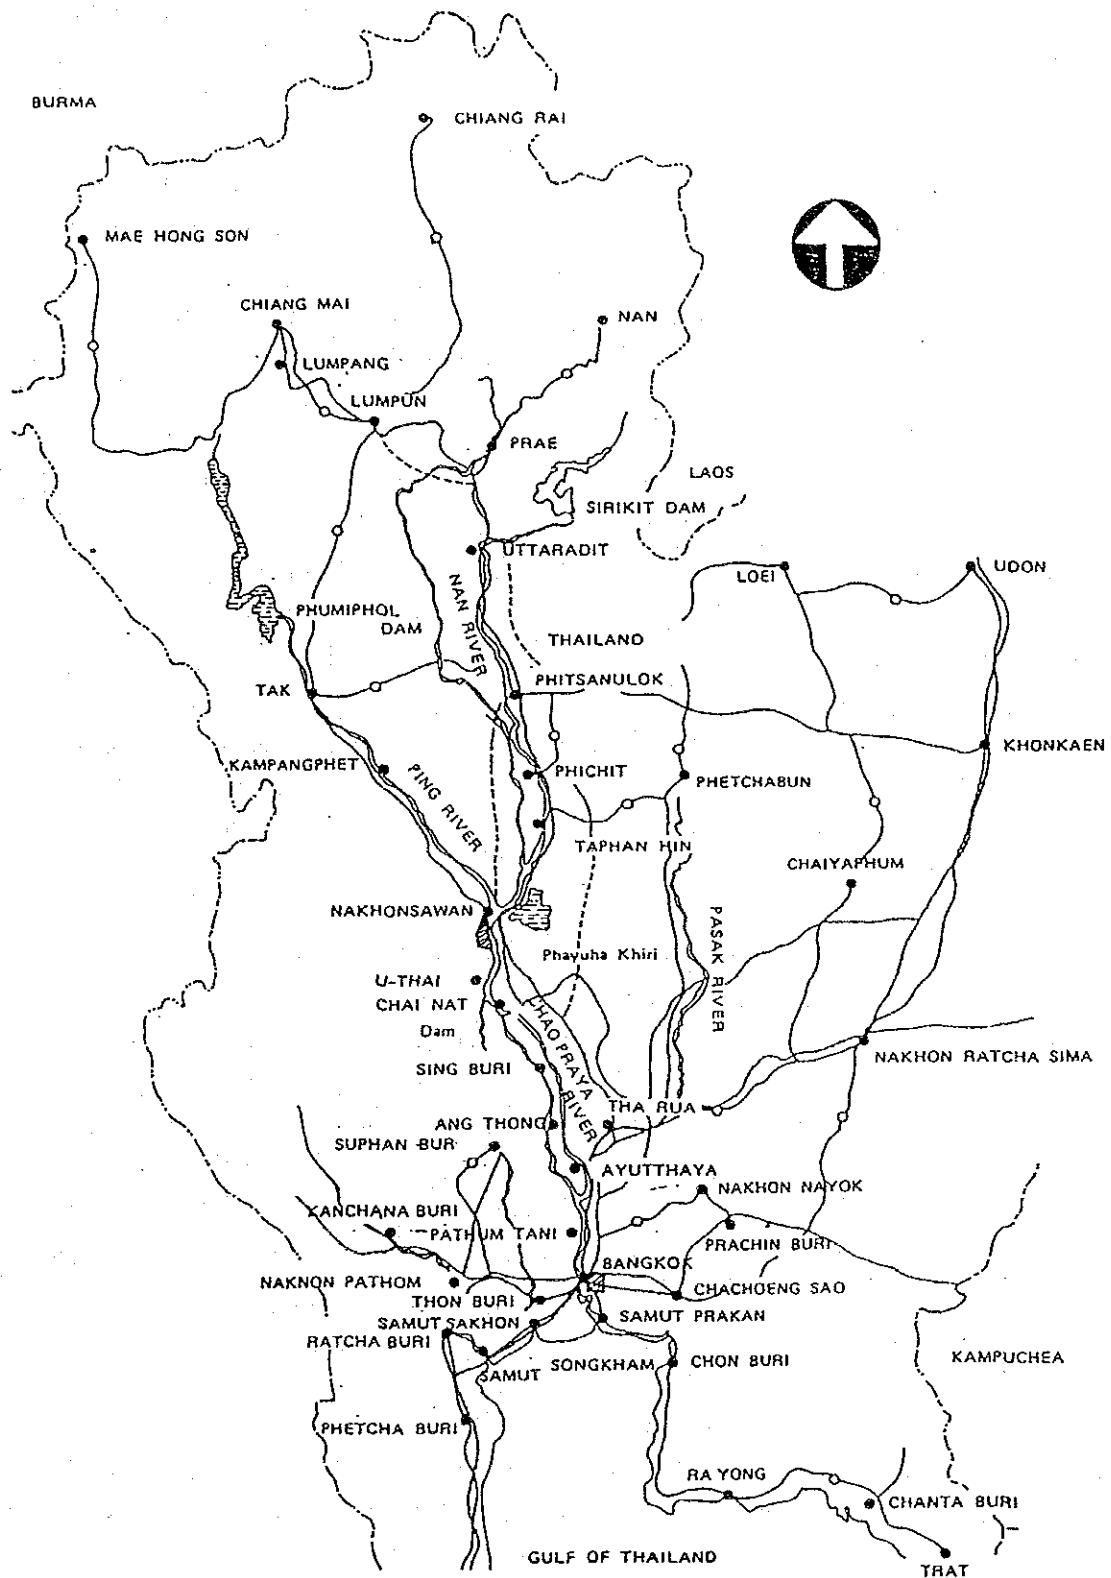 BURMA
CHIANG RAI
MAE HONG SON
CHIANG MAI
NAN
LUMPANG
LUMPUN
PRAE
LAOS
SIRIKIT DAM
UTTARADIT
LOEI
UDON
NAN RIVER
PHUMIPHOL
DAM
THAILAND
TAK
PHITSANULOK
KHONKAEN
KAMPANGPHET
PING RIVER
PHICHIT
PHETCHABUN
TAPHAN HIN
CHAIYAPHUM
NAKHONSAWAN
PASAK RIVER
Phayuha Khiri
U-THAI
CHAI NAT
Dam
CHAO PRAYA
RIVER
NAKHON RATCHA SIMA
SING BURI
THA RUA
ANG THONG
SUPHAN BUR
AYUTTHAYA
NAKHON NAYOK
KANCHANA BURI
PATHUM TANI
PRACHIN BURI
BANGKOK
NAKNON PATHOM
CHACHOENG SAO
THON BURI
SAMUT SAKHON
SAMUT PRAKAN
RATCHA BURI
SAMUT SONGKHAM
CHON BURI
KAMPUCHEA
PHETCHA BURI
RA YONG
CHANTA BURI
GULF OF THAILAND
TRAT